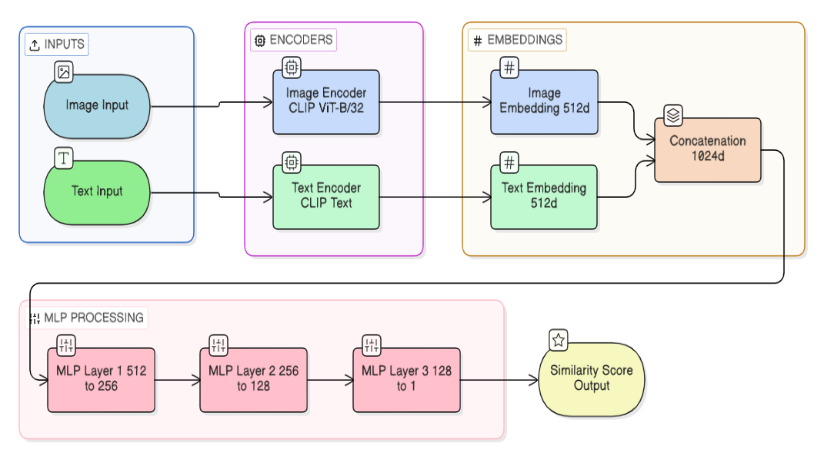 INPUTS
ENCODERS
# EMBEDDINGS
Image Input
Image Encoder
CLIP ViT-B/32
#
Image
Embedding 512d
Concatenation
1024d
T
Text Input
Text Encoder
CLIP Text
#
Text Embedding
512d
MLP PROCESSING
MLP Layer 1 512
to 256
MLP Layer 2 256
to 128
MLP Layer 3 128
to 1
Similarity Score
Output